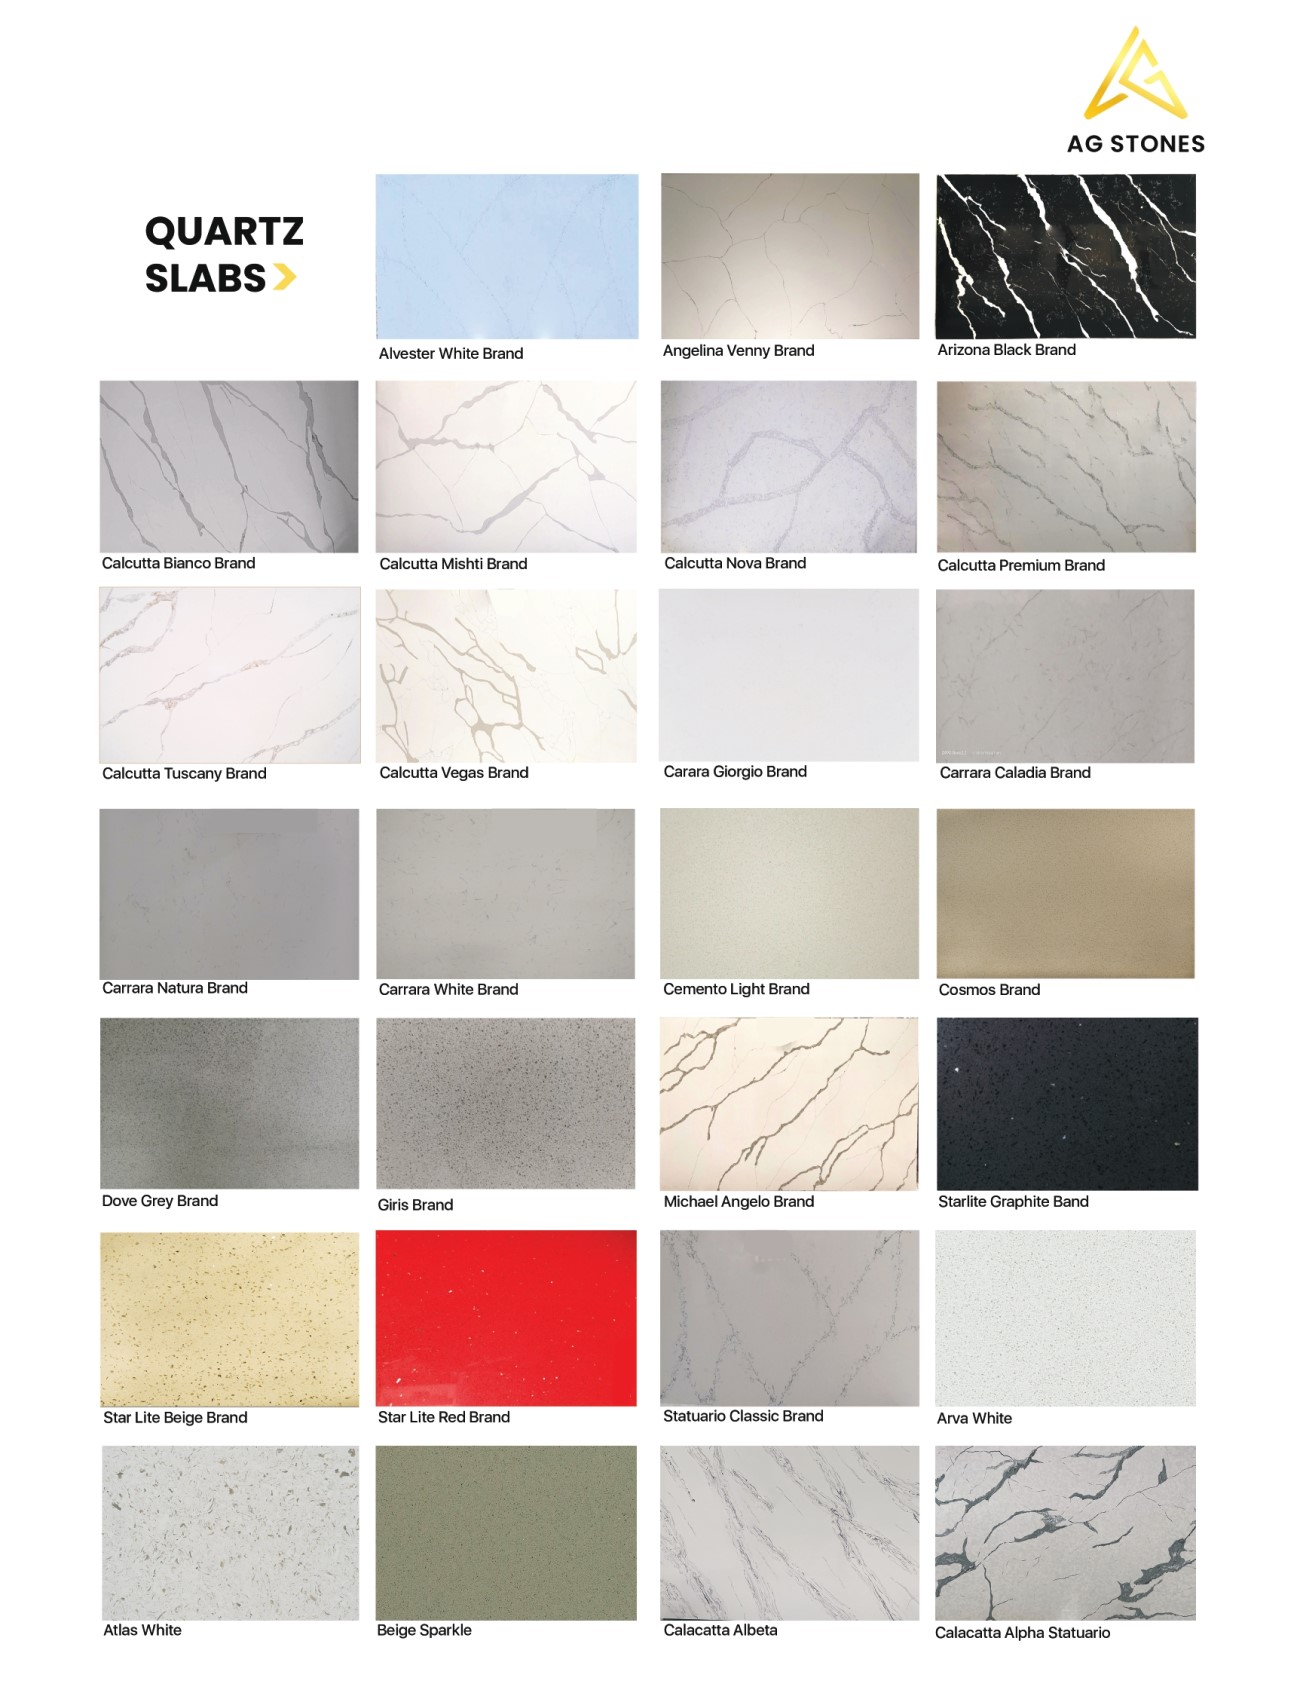 AG STONES
QUARTZ
SLABS
Alvester White Brand
Angelina Venny Brand
Arizona Black Brand
Calcutta Bianco Brand
Calcutta Mishti Brand
Calcutta Nova Brand
Calcutta Premium Brand
Calcutta Tuscany Brand
Calcutta Vegas Brand
Carara Giorgio Brand
Carrara Caladia Brand
Carrara Natura Brand
Carrara White Brand
Cemento Light Brand
Cosmos Brand
Dove Grey Brand
Giris Brand
Michael Angelo Brand
Starlite Graphite Band
Star Lite Beige Brand
Star Lite Red Brand
Statuario Classic Brand
Arva White
Atlas White
Beige Sparkle
Calacatta Albeta
Calacatta Alpha Statuario